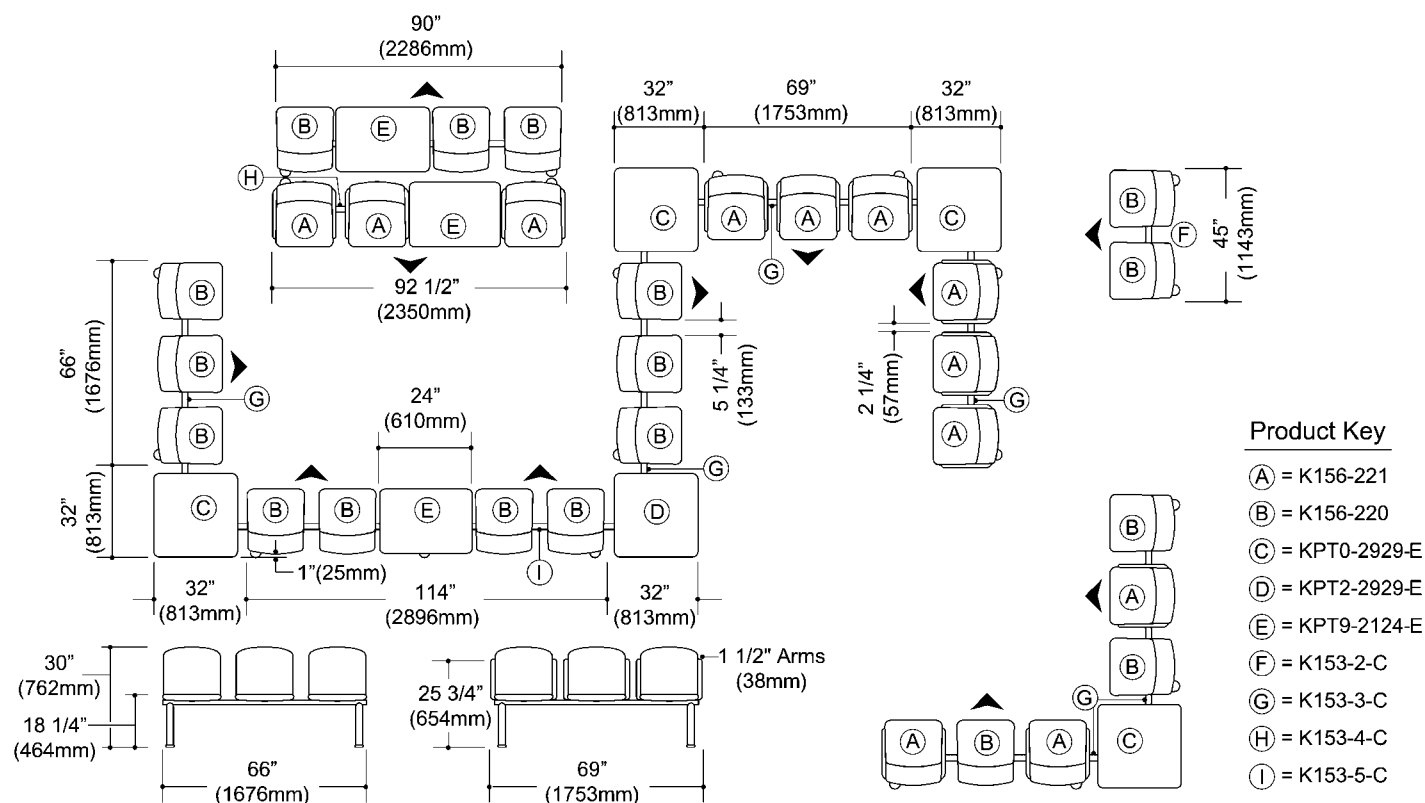 90”
(2286mm)
B
E
B
B
H
A
A
E
A
92 1/2”
(2350mm)
32”
(813mm)
69”
(1753mm)
32”
(813mm)
C
A
A
A
C
G
B
B
B
5 1/4”
(133mm)
A
A
A
2 1/4”
(57mm)
G
G
B
B
F
45”
(1143mm)
B
B
B
G
66”
(1676mm)
32”
(813mm)
24”
(610mm)
C
B
B
E
B
B
D
1”(25mm)
I
32”
(813mm)
114”
(2896mm)
32”
(813mm)
30”
(762mm)
18 1/4”
(464mm)
66”
(1676mm)
25 3/4”
(654mm)
1 1/2" Arms
(38mm)
69”
(1753mm)
B
A
B
G
A
B
A
C
Product Key
A = K156-221
B = K156-220
C = KPT0-2929-E
D = KPT2-2929-E
E = KPT9-2124-E
F = K153-2-C
G = K153-3-C
H = K153-4-C
I = K153-5-C